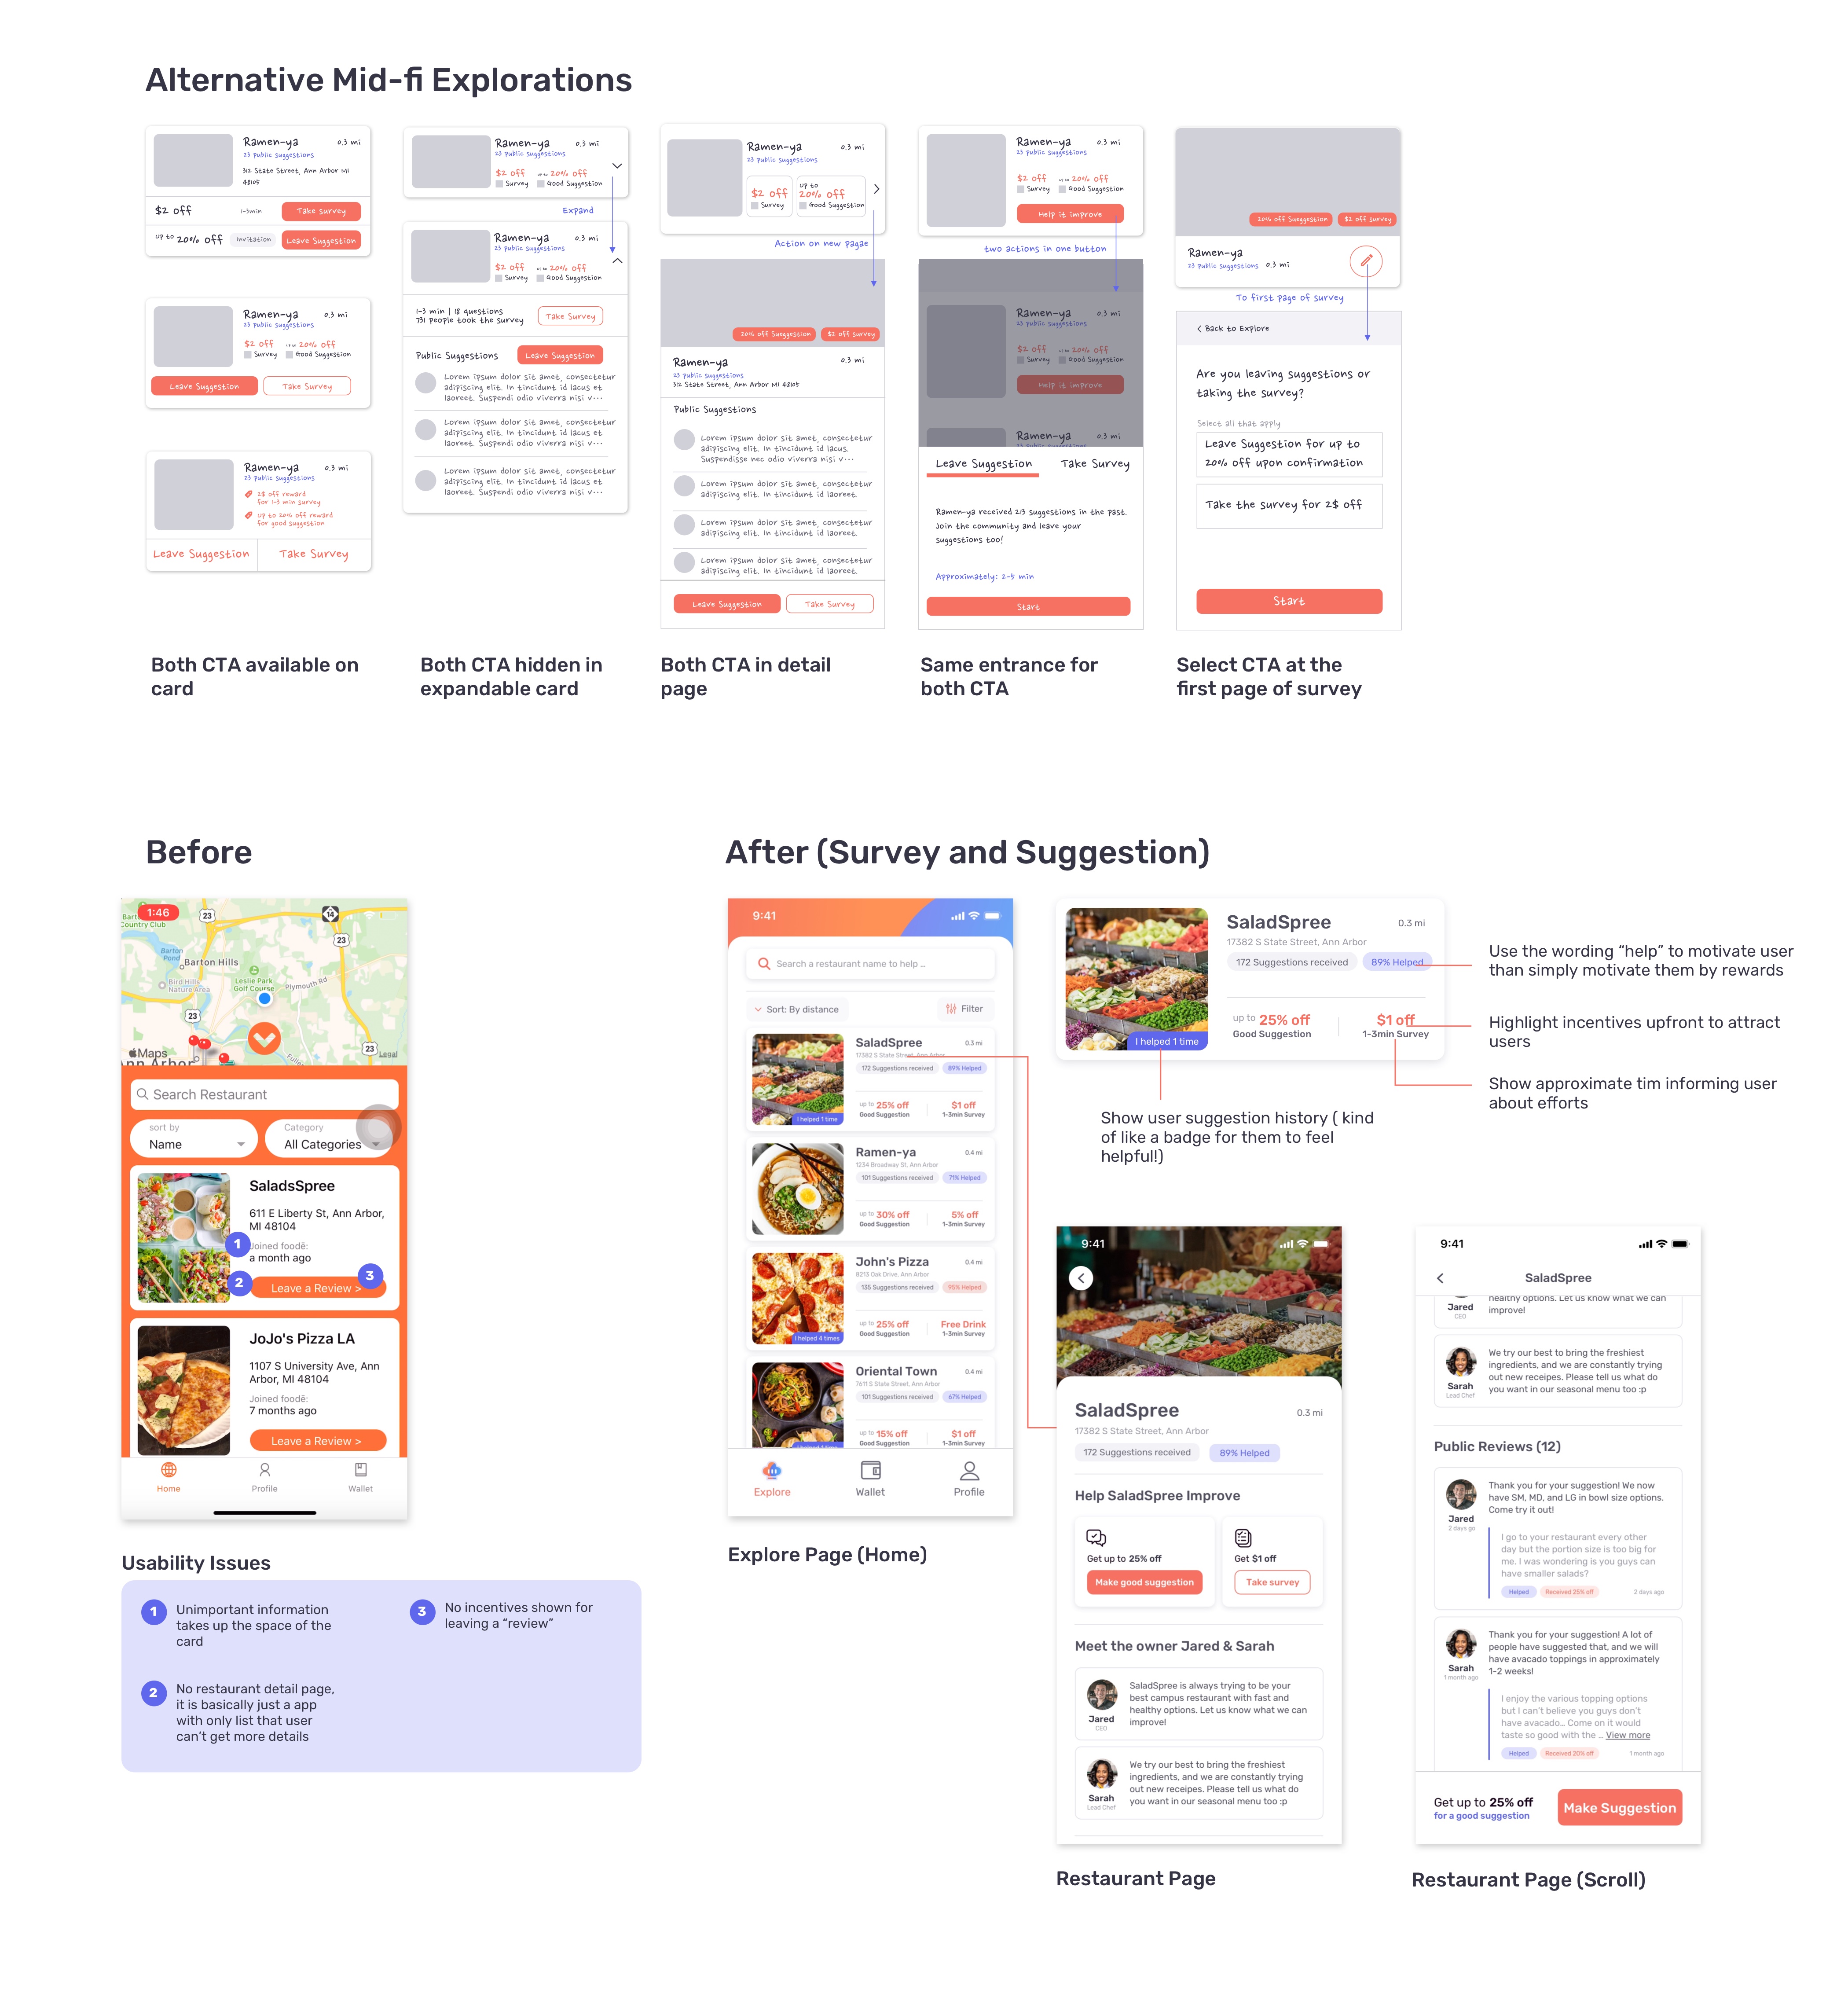 Alternative Mid-fi Explorations
Ramen-ya
0.3 mi
23 public suggestions
312 State Street, Ann Arbor MI
48105
$2 off
1-3min
Take survey
up to 20% off
Invitation
Leave Suggestion
Ramen-ya
0.3 mi
23 public suggestions
$2 off
up to 20% off
Survey
Good Suggestion
Leave Suggestion
Take Survey
Ramen-ya
0.3 mi
23 public suggestions
2$ off reward
for 1-3 min survey
up to 20% off reward
for good suggestion
Leave Suggestion
Take Survey
Both CTA available on
card
Ramen-ya
0.3 mi
23 public suggestions
$2 off
up to 20% off
Survey
Good Suggestion
Expand
Ramen-ya
0.3 mi
23 public suggestions
$2 off
up to 20% off
Survey
Good Suggestion
1-3 min | 18 questions
731 people took the survey
Take Survey
Public Suggestions
Leave Suggestion
Lorem ipsum dolor sit amet, consectetur
adipiscing elit. In tincidunt id lacus et
laoreet. Suspendi odio viverra nisi v...
Lorem ipsum dolor sit amet, consectetur
adipiscing elit. In tincidunt id lacus et
laoreet. Suspendi odio viverra nisi v...
Lorem ipsum dolor sit amet, consectetur
adipiscing elit. In tincidunt id lacus et
laoreet. Suspendi odio viverra nisi v...
Both CTA hidden in
expandable card
Ramen-ya
0.3 mi
23 public suggestions
$2 off
Survey
up to
20% off
Good Suggestion
Action on new pagae
20% off Sueggestion
$2 off survey
Ramen-ya
0.3 mi
23 public suggestions
312 State Street, Ann Arbor MI 48105
Public Suggestions
Lorem ipsum dolor sit amet, consectetur
adipiscing elit. In tincidunt id lacus.
Suspendisse nec odio viverra nisi v...
Lorem ipsum dolor sit amet, consectetur
adipiscing elit. In tincidunt id laoreet.
Lorem ipsum dolor sit amet, consectetur
adipiscing elit. In tincidunt id laoreet.
Lorem ipsum dolor sit amet, consectetur
adipiscing elit. In tincidunt id laoreet.
Leave Suggestion
Take Survey
Both CTA in detail
page
Ramen-ya
0.3 mi
23 public suggestions
$2 off
up to 20% off
Survey
Good Suggestion
Help it improve
two actions in one button
Ramen-ya
0.3 mi
23 public suggestions
$2 off
up to 20% off
Survey
Good Suggestion
Help it improve
Ramen-ya
0.3 mi
Leave Suggestion
Take Survey
Ramen-ya received 213 suggestions in the past.
Join the community and leave your
suggestions too!
Approximately: 2-5 min
Start
Same entrance for
both CTA
20% off Sueggestion
$2 off survey
Ramen-ya
23 public suggestions
0.3 mi
To first page of survey
Back to Explore
Are you leaving suggestions or
taking the survey?
Select all that apply
Leave Suggestion for up to
20% off upon confirmation
Take the survey for 2$ off
Start
Select CTA at the
first page of survey
Before
1:46
23
14
23
Country Club
Barton
Pond
Barton Hills
Bird Hills
Nature Area
Leslie Park
Golf Course
Plymouth Rd
23
23
Maps
Legal
Search Restaurant
sort by
Name
Category
All Categories
SaladsSpree
611 E Liberty St, Ann Arbor,
MI 48104
Joined foodē:
a month ago
Leave a Review >
1
2
3
JoJo's Pizza LA
1107 S University Ave, Ann
Arbor, MI 48104
Joined foodē:
7 months ago
Leave a Review >
Home
Profile
Wallet
Usability Issues
1
Unimportant information
takes up the space of the
card
2
No restaurant detail page,
it is basically just a app
with only list that user
can't get more details
3
No incentives shown for
leaving a “review”
After (Survey and Suggestion)
9:41
Search a restaurant name to help ...
Sort: By distance
Filter
SaladSpree
0.3 mi
17382 S State Street, Ann Arbor
172 Suggestions received
89% Helped
up to 25% off
Good Suggestion
$1 off
1-3min Survey
I helped 1 time
Ramen-ya
0.4 mi
1234 Broadway St, Ann Arbor
101 Suggestions received
71% Helped
up to 30% off
Good Suggestion
5% off
1-3min Survey
John's Pizza
0.4 mi
8213 Oak Drive, Ann Arbor
135 Suggestions received
95% Helped
up to 25% off
Good Suggestion
Free Drink
1-3min Survey
I helped 4 times
Oriental Town
0.4 mi
7611 S State Street, Ann Arbor
101 Suggestions received
67% Helped
up to 15% off
Good Suggestion
$1 off
1-3min Survey
Explore
Wallet
Profile
Explore Page (Home)
SaladSpree
0.3 mi
17382 S State Street, Ann Arbor
172 Suggestions received
89% Helped
up to 25% off
Good Suggestion
$1 off
1-3min Survey
I helped 1 time
Use the wording “help” to motivate user
than simply motivate them by rewards
Highlight incentives upfront to attract
users
Show approximate tim informing user
about efforts
Show user suggestion history ( kind
of like a badge for them to feel
helpful!)
9:41
SaladSpree
0.3 mi
17382 S State Street, Ann Arbor
172 Suggestions received
89% Helped
Help SaladSpree Improve
Get up to 25% off
Make good suggestion
Get $1 off
Take survey
Meet the owner Jared & Sarah
Jared
CEO
SaladSpree is always trying to be your
best campus restaurant with fast and
healthy options. Let us know what we can
improve!
Sarah
Lead Chef
We try our best to bring the freshiest
ingredients, and we are constantly trying
out new receipes. Please tell us what do
you want in our seasonal menu too :p
Restaurant Page
9:41
SaladSpree
Jared
CEO
healthy options. Let us know what we can
improve!
Sarah
Lead Chef
We try our best to bring the freshiest
ingredients, and we are constantly trying
out new receipes. Please tell us what do
you want in our seasonal menu too :p
Public Reviews (12)
Jared
2 days go
Thank you for your suggestion! We now
have SM, MD, and LG in bowl size options.
Come try it out!
I go to your restaurant every other
day but the portion size is too big for
me. I was wondering is you guys can
have smaller salads?
Helped
Received 25% off
2 days ago
Sarah
1 month ago
Thank you for your suggestion! A lot of
people have suggested that, and we will
have avacado toppings in approximately
1-2 weeks!
I enjoy the various topping options
but I can't believe you guys don't
have avacado... Come on it would
taste so good with the ... View more
Helped
Received 20% off
1 month ago
Get up to 25% off
for a good suggestion
Make Suggestion
Restaurant Page (Scroll)